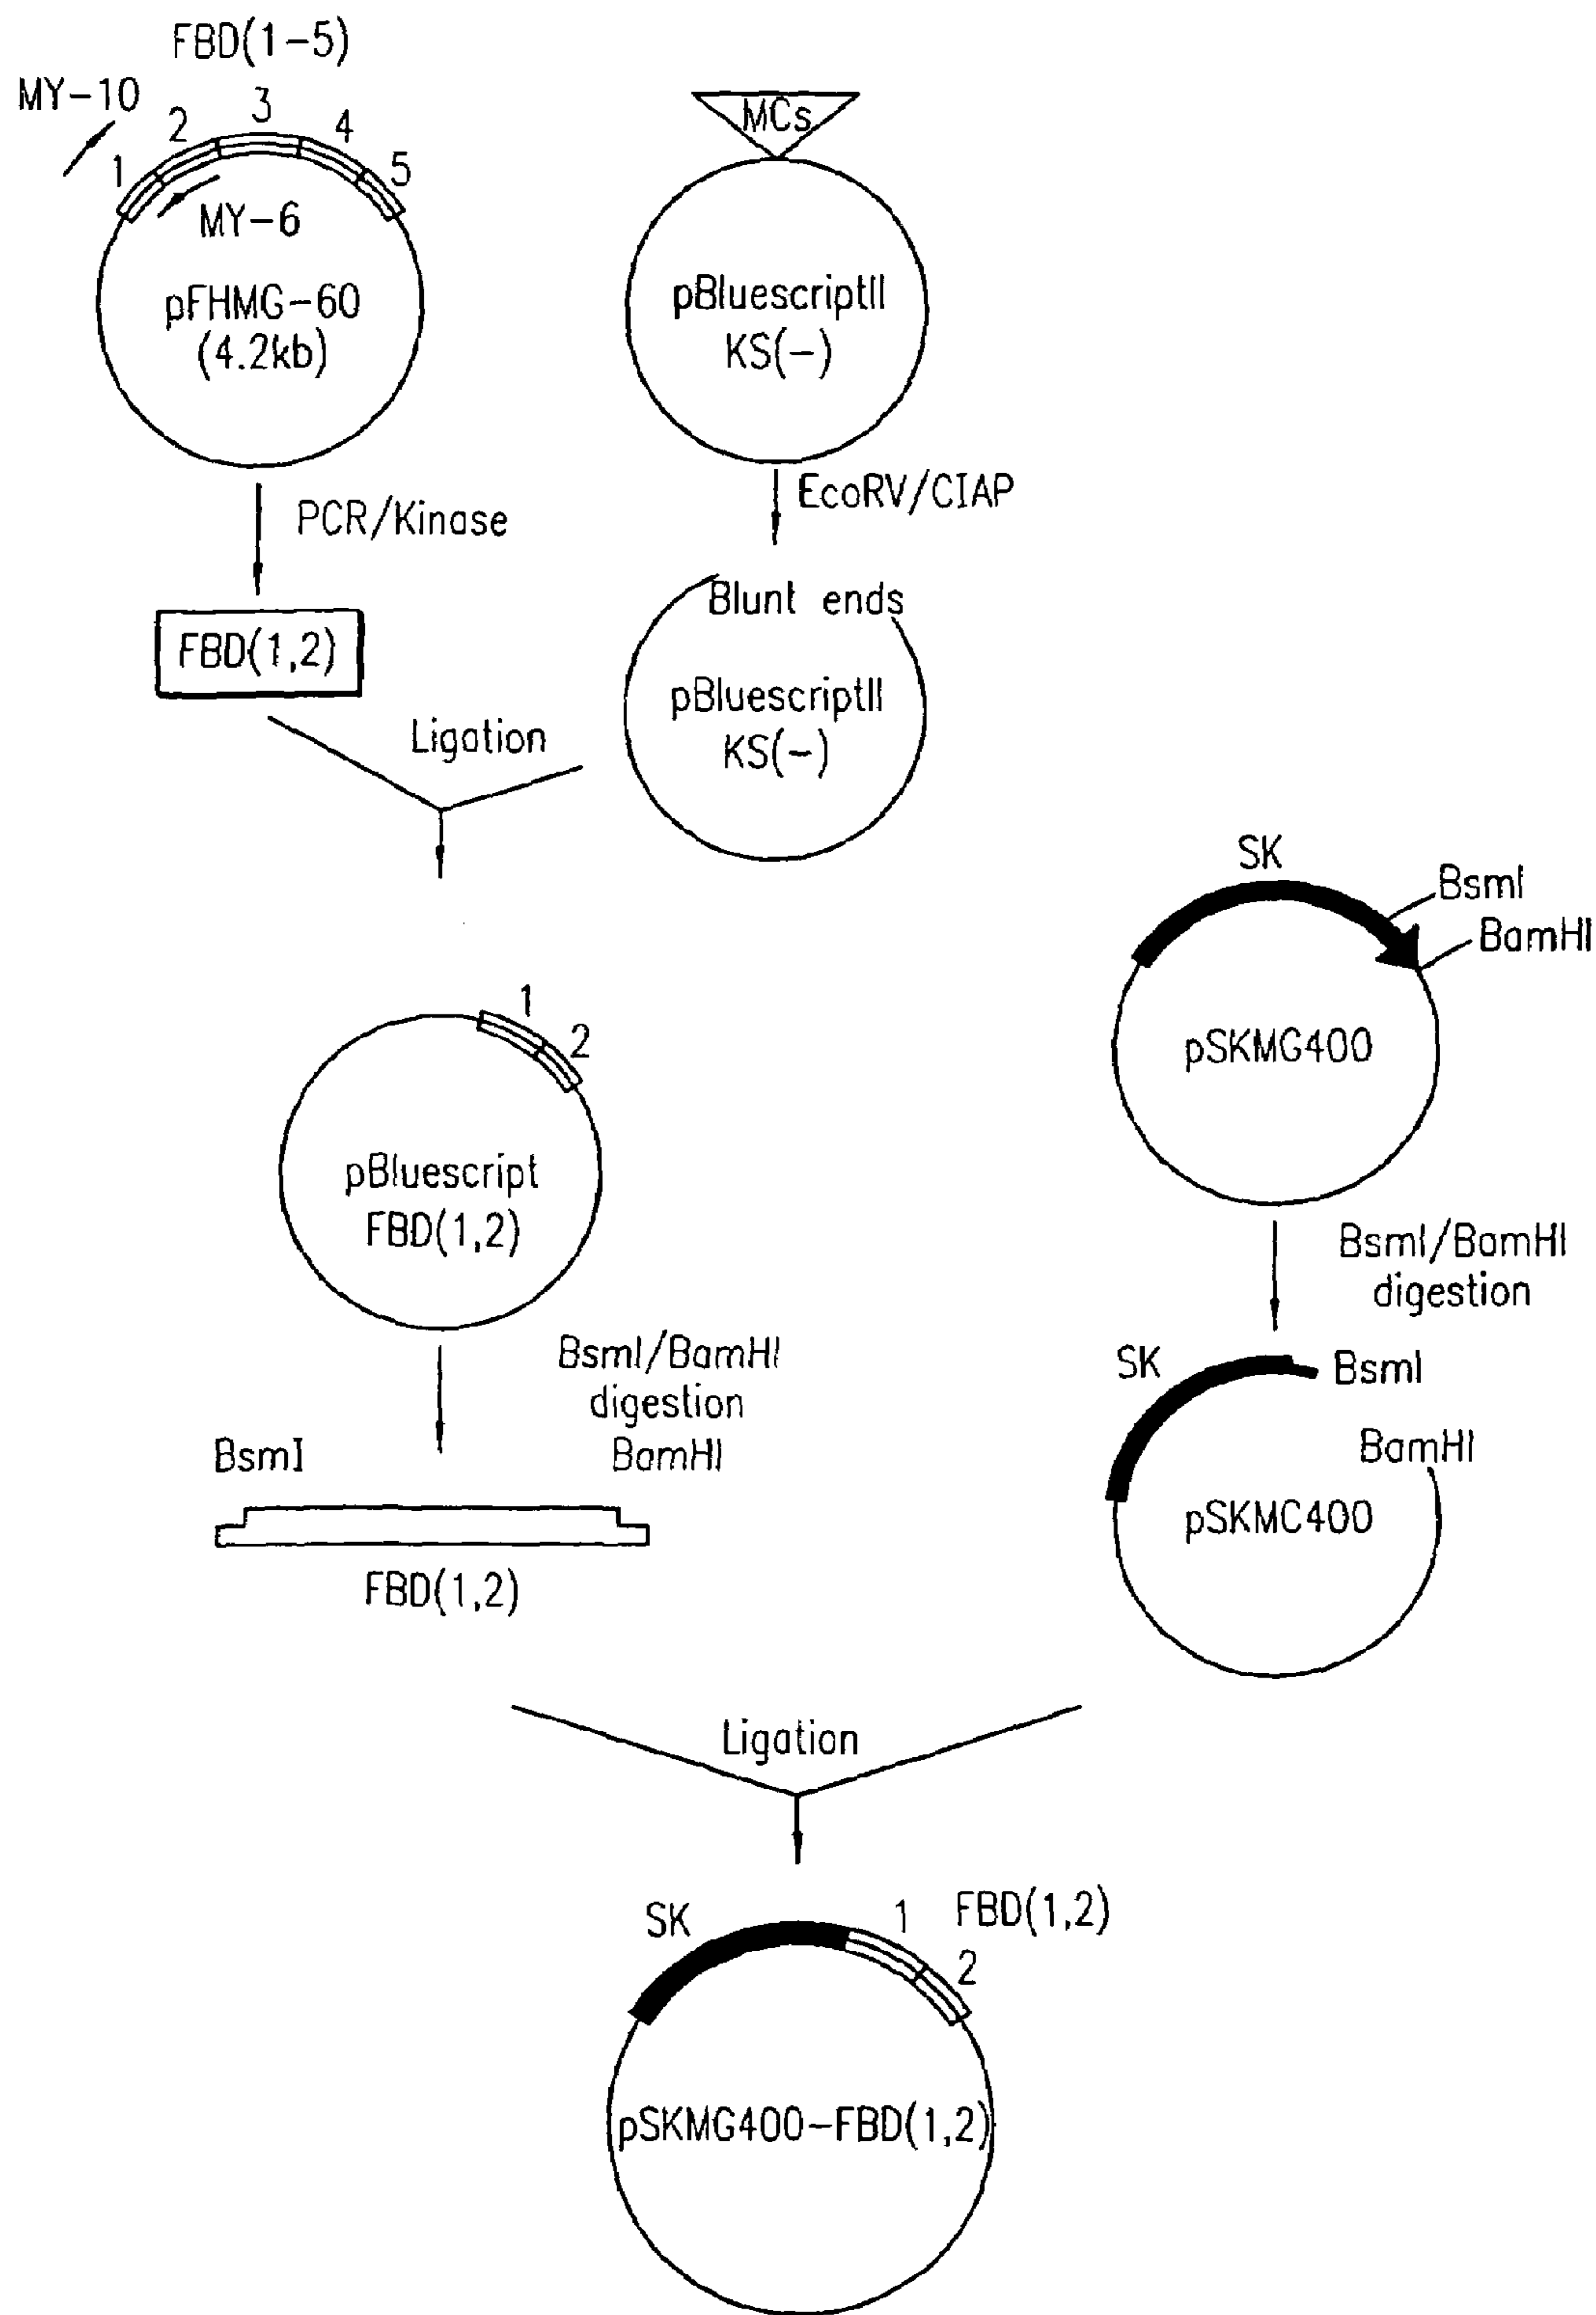 FBD(1-5)
MY-10
1
2
3
4
5
MY-6
pFHMG-60
(4.2kb)
MCs
pBluescriptII
KS(-)
PCR/Kinase
EcoRV/CIAP
FBD(1,2)
Blunt ends
pBluescriptII
KS(-)
Ligation
SK
BsmI
BamHI
pSKMG400
1
2
pBluescript
FBD(1,2)
BsmI/BamHI
digestion
BsmI/BamHI
digestion
SK
BsmI
BamHI
pSKMC400
BsmI
BamHI
FBD(1,2)
Ligation
SK
1
FBD(1,2)
2
pSKMG400-FBD(1,2)